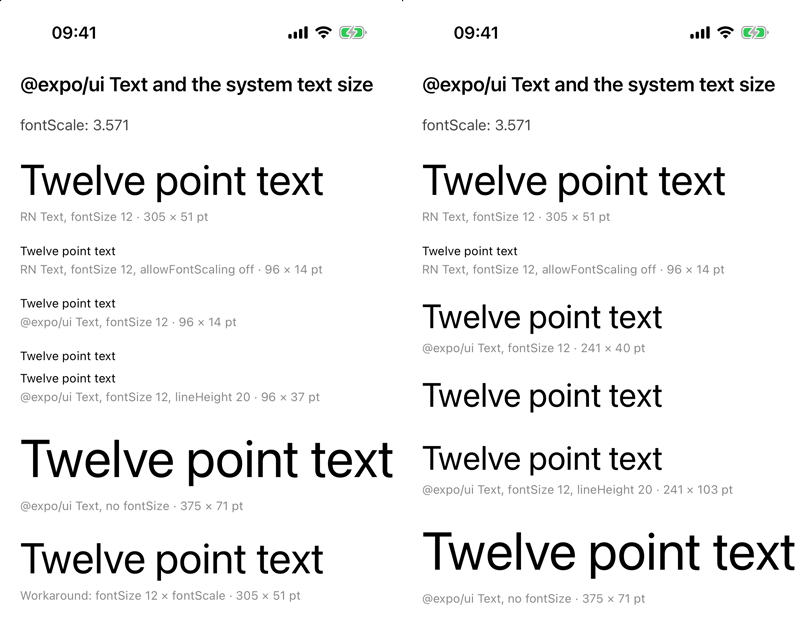 09:41
@expo/ui Text and the system text size
fontScale: 3.571
Twelve point text
RN Text, fontSize 12 · 305 × 51 pt
Twelve point text
RN Text, fontSize 12, allowFontScaling off · 96 × 14 pt
Twelve point text
@expo/ui Text, fontSize 12 · 96 × 14 pt
Twelve point text
Twelve point text
@expo/ui Text, fontSize 12, lineHeight 20 · 96 × 37 pt
Twelve point text
@expo/ui Text, no fontSize · 375 × 71 pt
Twelve point text
Workaround: fontSize 12 × fontScale · 305 × 51 pt
09:41
@expo/ui Text and the system text size
fontScale: 3.571
Twelve point text
RN Text, fontSize 12 · 305 × 51 pt
Twelve point text
RN Text, fontSize 12, allowFontScaling off · 96 × 14 pt
Twelve point text
@expo/ui Text, fontSize 12 · 241 × 40 pt
Twelve point text
Twelve point text
@expo/ui Text, fontSize 12, lineHeight 20 · 241 × 103 pt
Twelve point text
@expo/ui Text, no fontSize · 375 × 71 pt